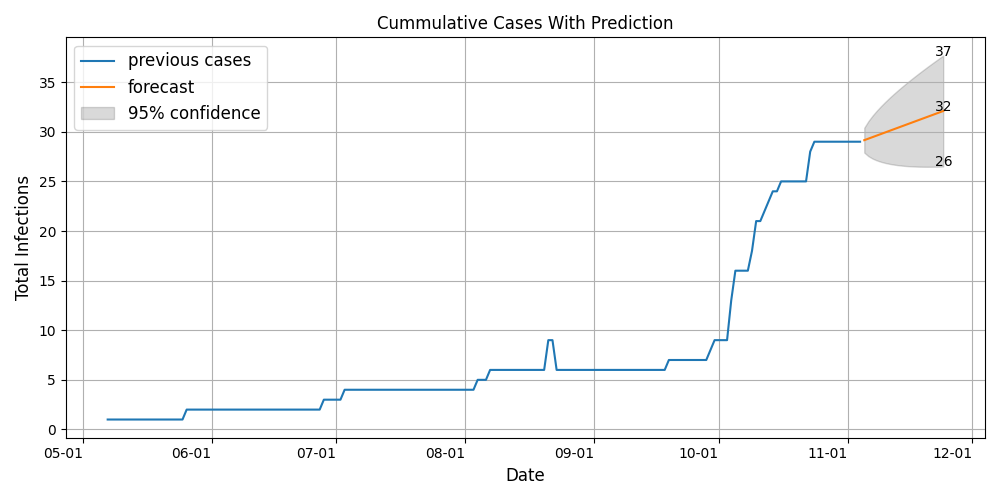 Cummulative Cases With Prediction
previous cases
forecast
95% confidence
37
32
26
Total Infections
35
30
25
20
15
10
5
0
05-01 06-01 07-01 08-01 09-01 10-01 11-01 12-01
Date